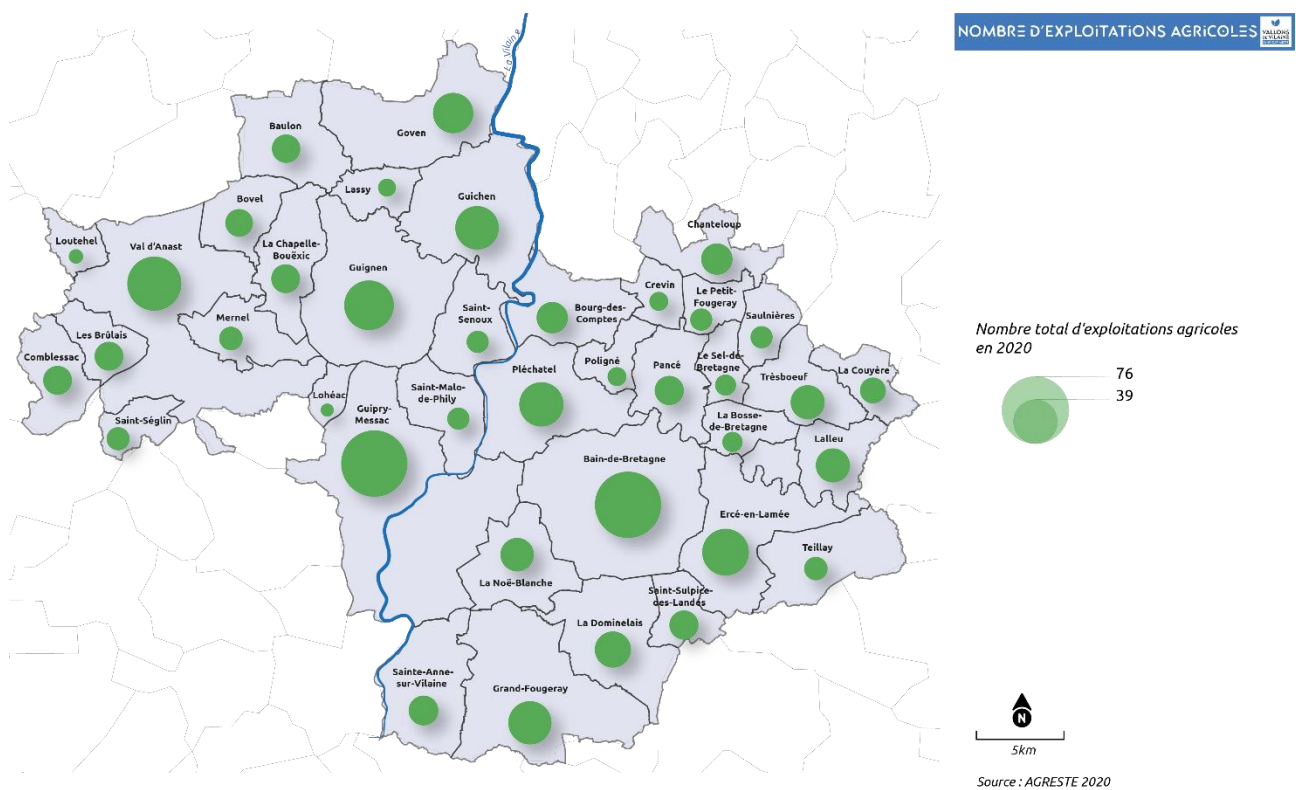 NOMBRE D'EXPLOITATIONS AGRICOLES
VALLONS
DE VILAINE
La Vilaine
Baulon
Goven
Lassy
Bovel
Guichen
Loutehel
Val d'Anast
La Chapelle-
Bouëxic
Guignen
Chanteloup
Crevin
Le Petit-
Fougeray
Saint-
Senoux
Bourg-des-
Comptes
Saulnières
Mernel
Les Brûlais
Comblessac
Poligné
Pancé
Le Sel-de-
Bretagne
Pléchatel
Trèsboeuf
La Couyère
Saint-Malo-
de-Phily
Lohéac
Guipry-
Messac
Saint-Séglin
La Bosse-
de-Bretagne
Lalleu
Bain-de-Bretagne
Ercé-en-Lamée
Teillay
La Noë-Blanche
Saint-Sulpice-
des-Landes
La Dominelais
Sainte-Anne-
sur-Vilaine
Grand-Fougeray
Nombre total d'exploitations agricoles
en 2020
76
39
N
5km
Source : AGRESTE 2020